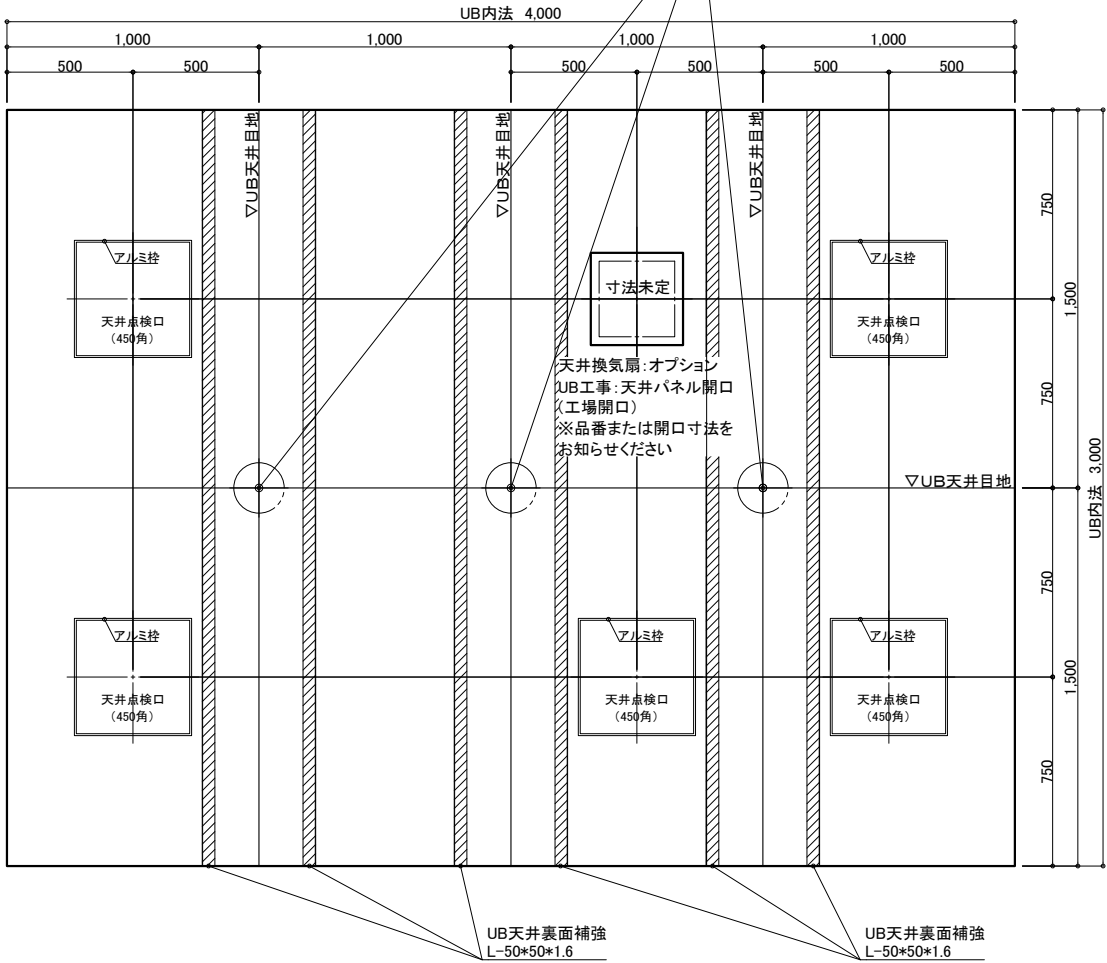 UB内法 4,000
1,000 1,000 1,000 1,000
500 500 500 500 500 500
▽UB天井目地
▽UB天井目地
▽UB天井目地
アルミ枠
天井点検口
(450角)
寸法未定
アルミ枠
天井点検口
(450角)
天井換気扇:オプション
UB工事:天井パネル開口
(工場開口)
※品番または開口寸法を
お知らせください
▽UB天井目地
アルミ枠
天井点検口
(450角)
アルミ枠
天井点検口
(450角)
アルミ枠
天井点検口
(450角)
750
750
750
750
1,500
1,500
UB内法 3,000
UB天井裏面補強
L-50*50*1.6
UB天井裏面補強
L-50*50*1.6